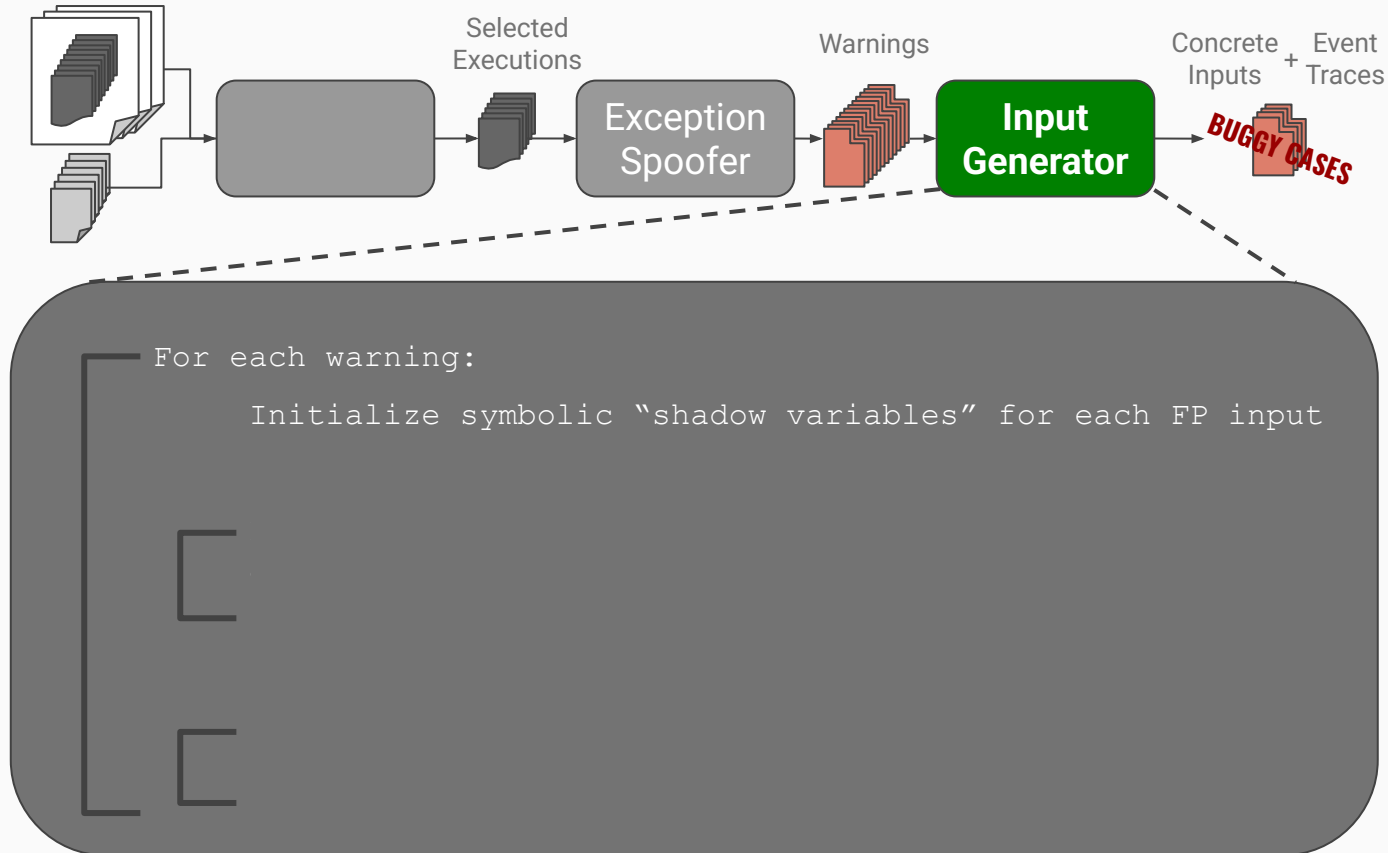 Selected
Executions
Warnings
Concrete
Inputs
+
Event
Traces
Exception
Spoofer
Input
Generator
BUGGY CASES
For each warning:
Initialize symbolic “shadow variables” for each FP input